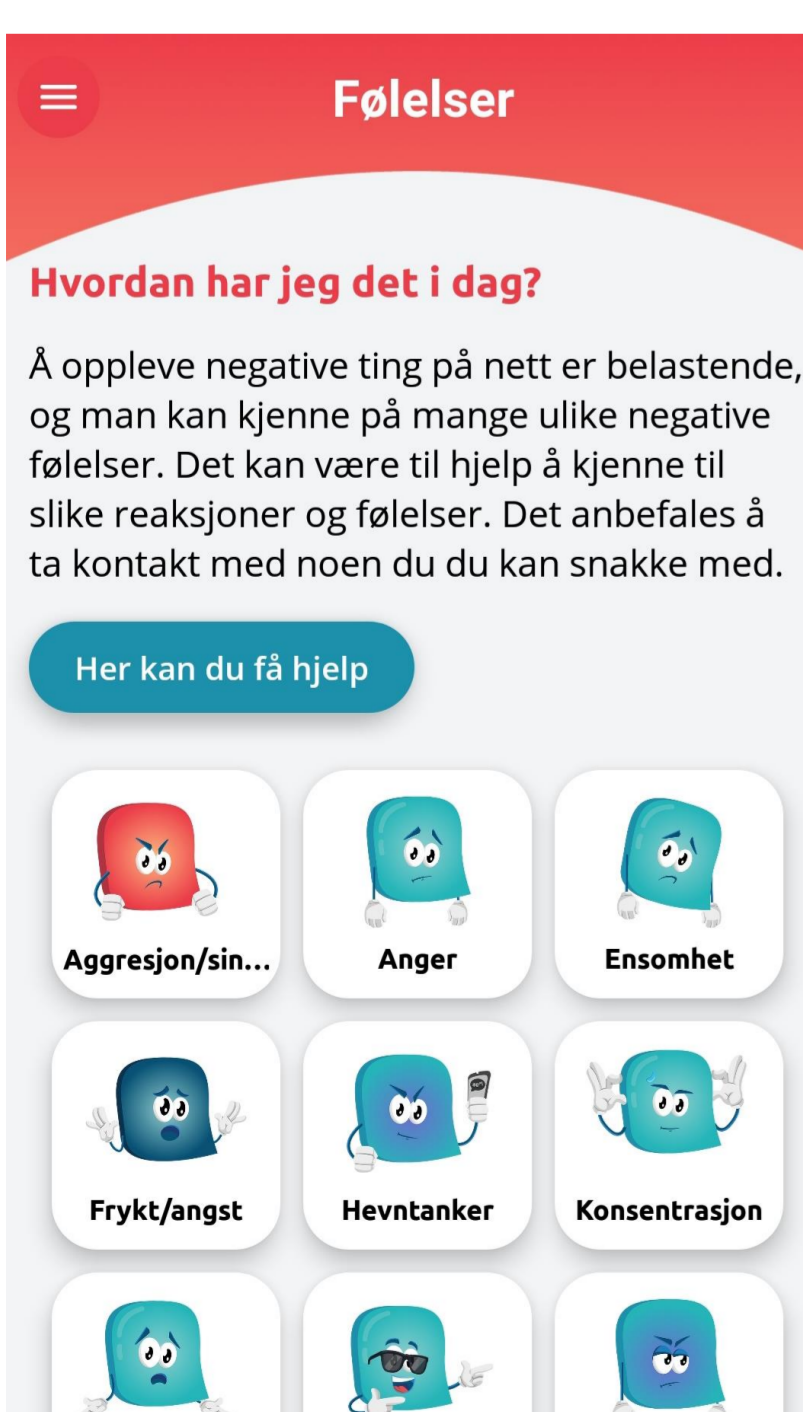 Følelser
Hvordan har jeg det i dag?
Å oppleve negative ting på nett er belastende,
og man kan kjenne på mange ulike negative
følelser. Det kan være til hjelp å kjenne til
slike reaksjoner og følelser. Det anbefales å
ta kontakt med noen du du kan snakke med.
Her kan du få hjelp
Aggresjon/sin...
Anger
Ensomhet
Frykt/angst
Hevntanker
Konsentrasjon